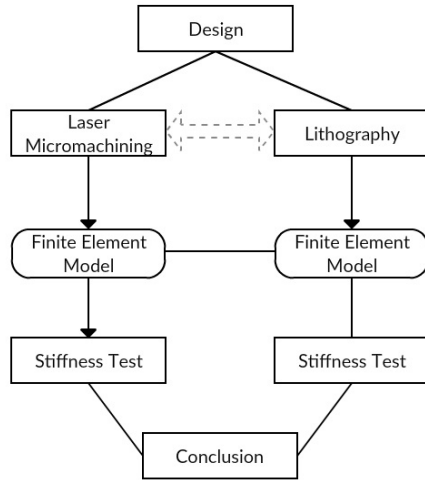 Design
Laser
Micromachining
Lithography
Finite Element
Model
Finite Element
Model
Stiffness Test
Stiffness Test
Conclusion